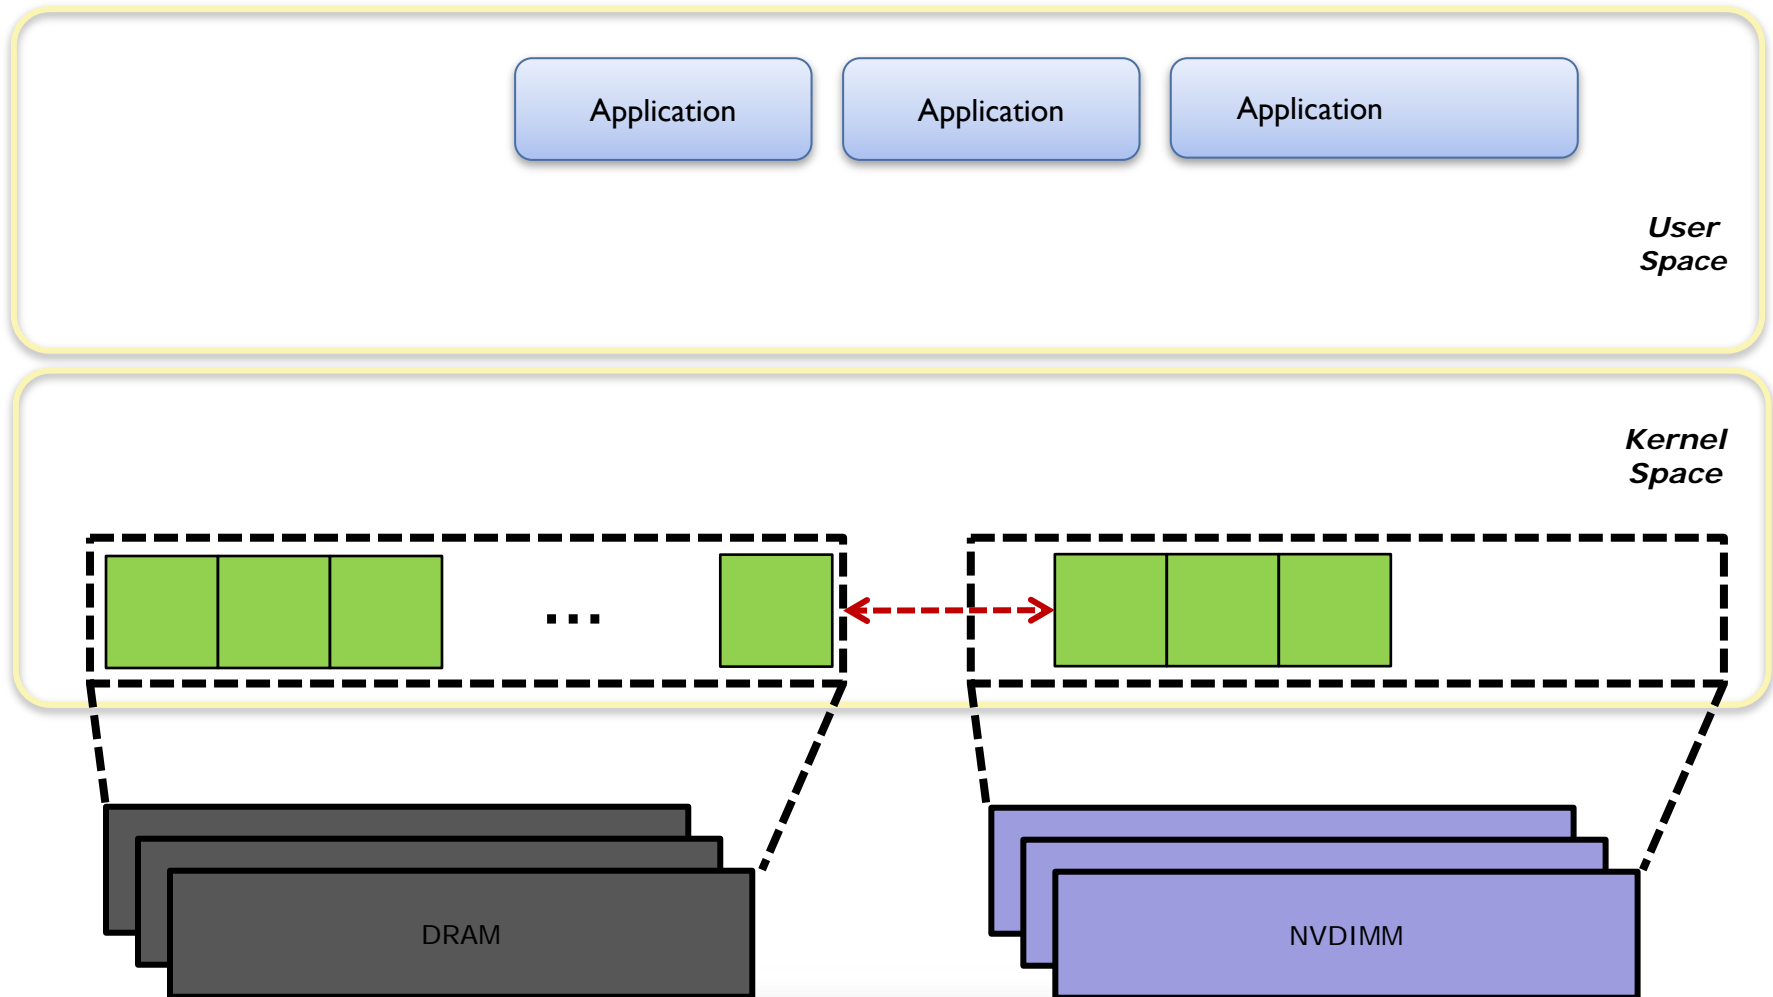 Application
Application
Application
User
Space
Kernel
Space
...
DRAM
NVDIMM